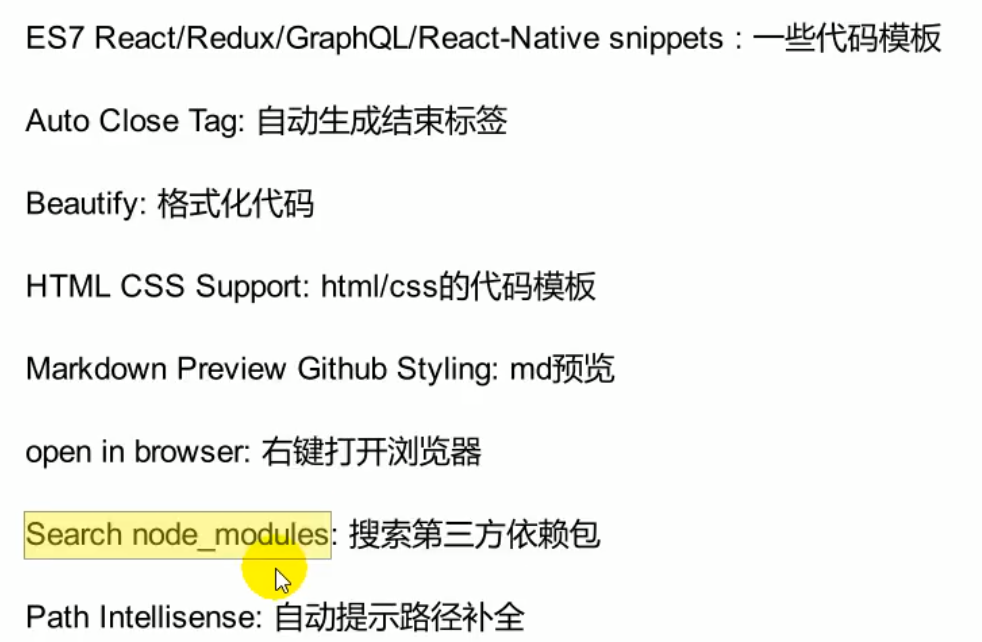 ES7 React/Redux/GraphQL/React-Native snippets : 一些代码模板
Auto Close Tag: 自动生成结束标签
Beautify: 格式化代码
HTML CSS Support: html/css的代码模板
Markdown Preview Github Styling: md预览
open in browser: 右键打开浏览器
Search node_modules: 搜索第三方依赖包
Path Intellisense: 自动提示路径补全